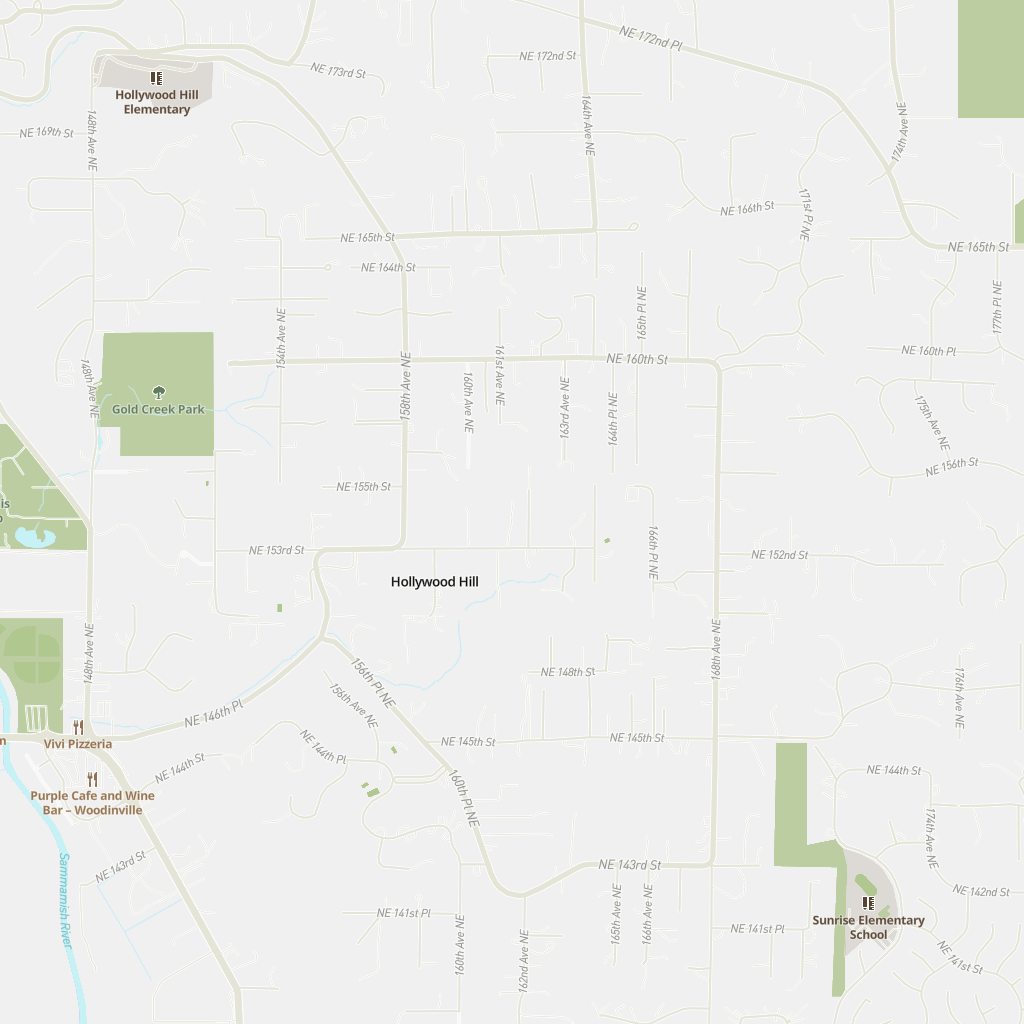 NE 172nd Pl
NE 172nd St
NE 173rd St
Hollywood Hill
Elementary
164th Ave NE
174th Ave NE
148th Ave NE
NE 169th St
171st Pl NE
NE 166th St
NE 165th St
NE 165th St
NE 164th St
165th Pl NE
177th Pl NE
154th Ave NE
NE 160th Pl
NE 160th St
161st Ave NE
158th Ave NE
148th Ave NE
160th Ave NE
163rd Ave NE
164th Pl NE
Gold Creek Park
175th Ave NE
NE 156th St
NE 155th St
is
NE 153rd St
166th Pl NE
NE 152nd St
Hollywood Hill
148th Ave NE
168th Ave NE
156th Pl NE
NE 148th St
176th Ave NE
156th Ave NE
NE 146th Pl
m
Vivi Pizzeria
NE 144th Pl
NE 145th St
NE 145th St
NE 144th St
NE 144th St
160th Pl NE
Purple Cafe and Wine
Bar – Woodinville
174th Ave NE
NE 143rd St
NE 143rd St
Sammamish River
NE 142nd St
165th Ave NE
166th Ave NE
NE 141st Pl
160th Ave NE
162nd Ave NE
NE 141st Pl
Sunrise Elementary
School
NE 141st St